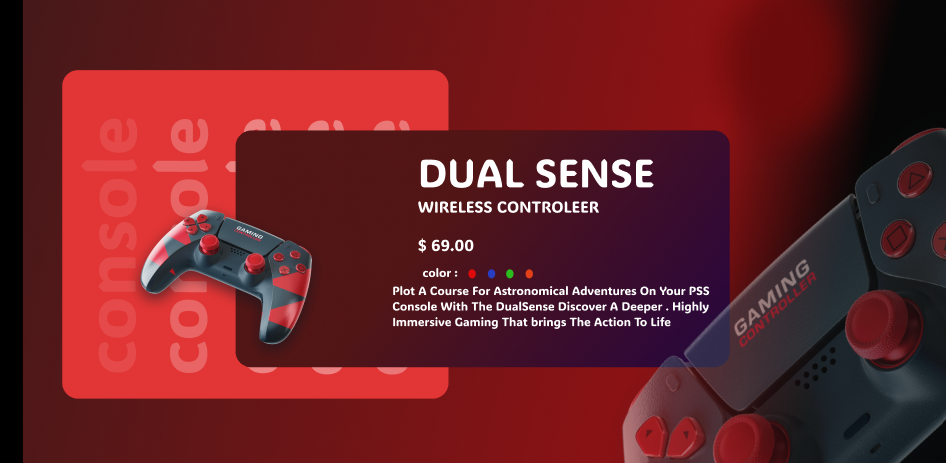 console
console
DUAL SENSE
WIRELESS CONTROLEER
$ 69.00
color :
Plot A Course For Astronomical Adventures On Your PSS
Console With The DualSense Discover A Deeper . Highly
Immersive Gaming That brings The Action To Life
GAMING
GAMING
CONTROLLER